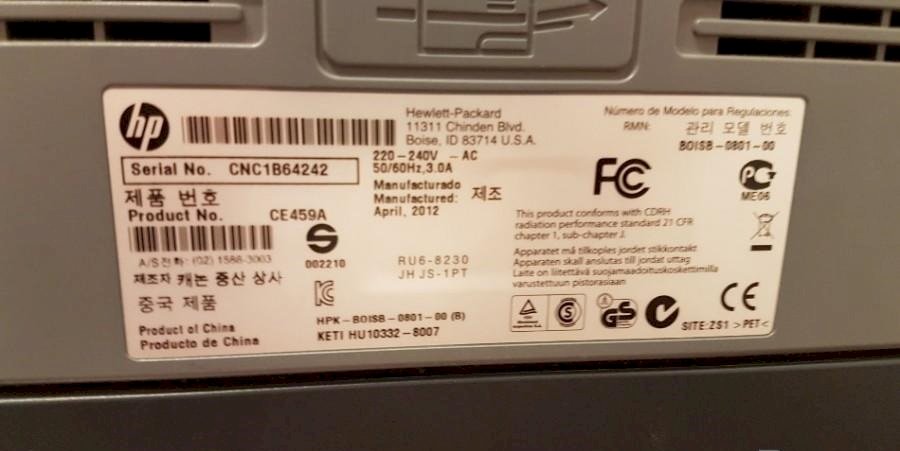 hp
Hewlett-Packard
11311 Chinden Blvd.
Boise, ID 83714 U.S.A.
Número de Modelo para Regulaciones:
RMN: 관리 모델 번호
BOISB-0801-00
Serial No. CNC1B64242
220-240V - AC
50/60Hz, 3.0A
제품 번호
Product No. CE459A
Manufacturado
Manufactured: 제조
April, 2012
FC
PG
ME06
A/S전화: (02) 1588-3003
S
002210
RU6-8230
JHJS-1PT
This product conforms with CDRH
radiation performance standard 21 CFR
chapter 1, sub-chapter J.
Apparatet må tilkoples jordet stikkontakt
Apparaten skall anslutas till jordat uttag
Laite on liitettävä suojamaadoituskoskettimilla
varustettuun pistorasiaan
제조자 캐논 중산 상사
중국 제품
KC
Product of China
Producto de China
HPK-BOISB-0801-00 (B)
KETI HU10332-8007
S
GS
CE
SITE:ZS1 >PET<